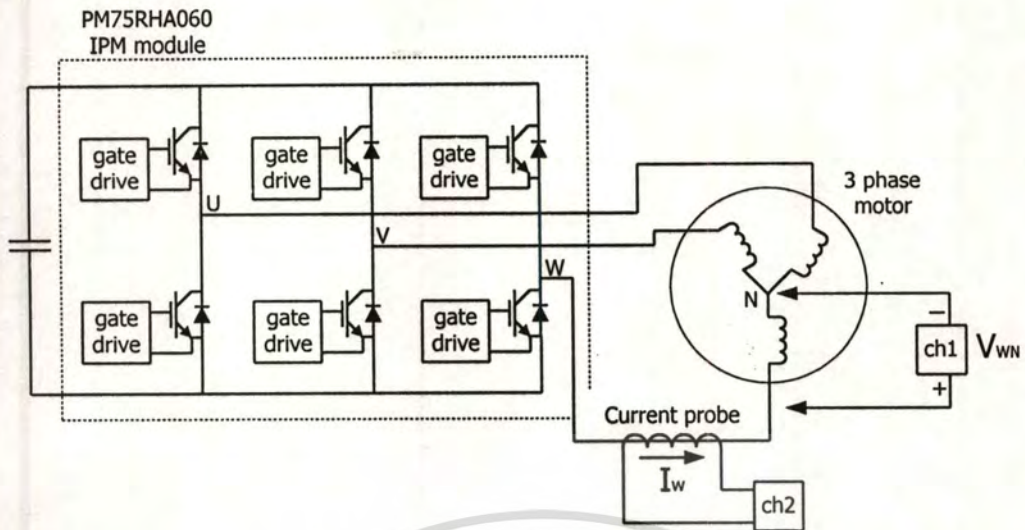 PM75RHA060
IPM module
gate
drive
gate
drive
gate
drive
U
V
W
gate
drive
gate
drive
gate
drive
3 phase
motor
N
−
ch1
+
VWN
Current probe
IW
ch2